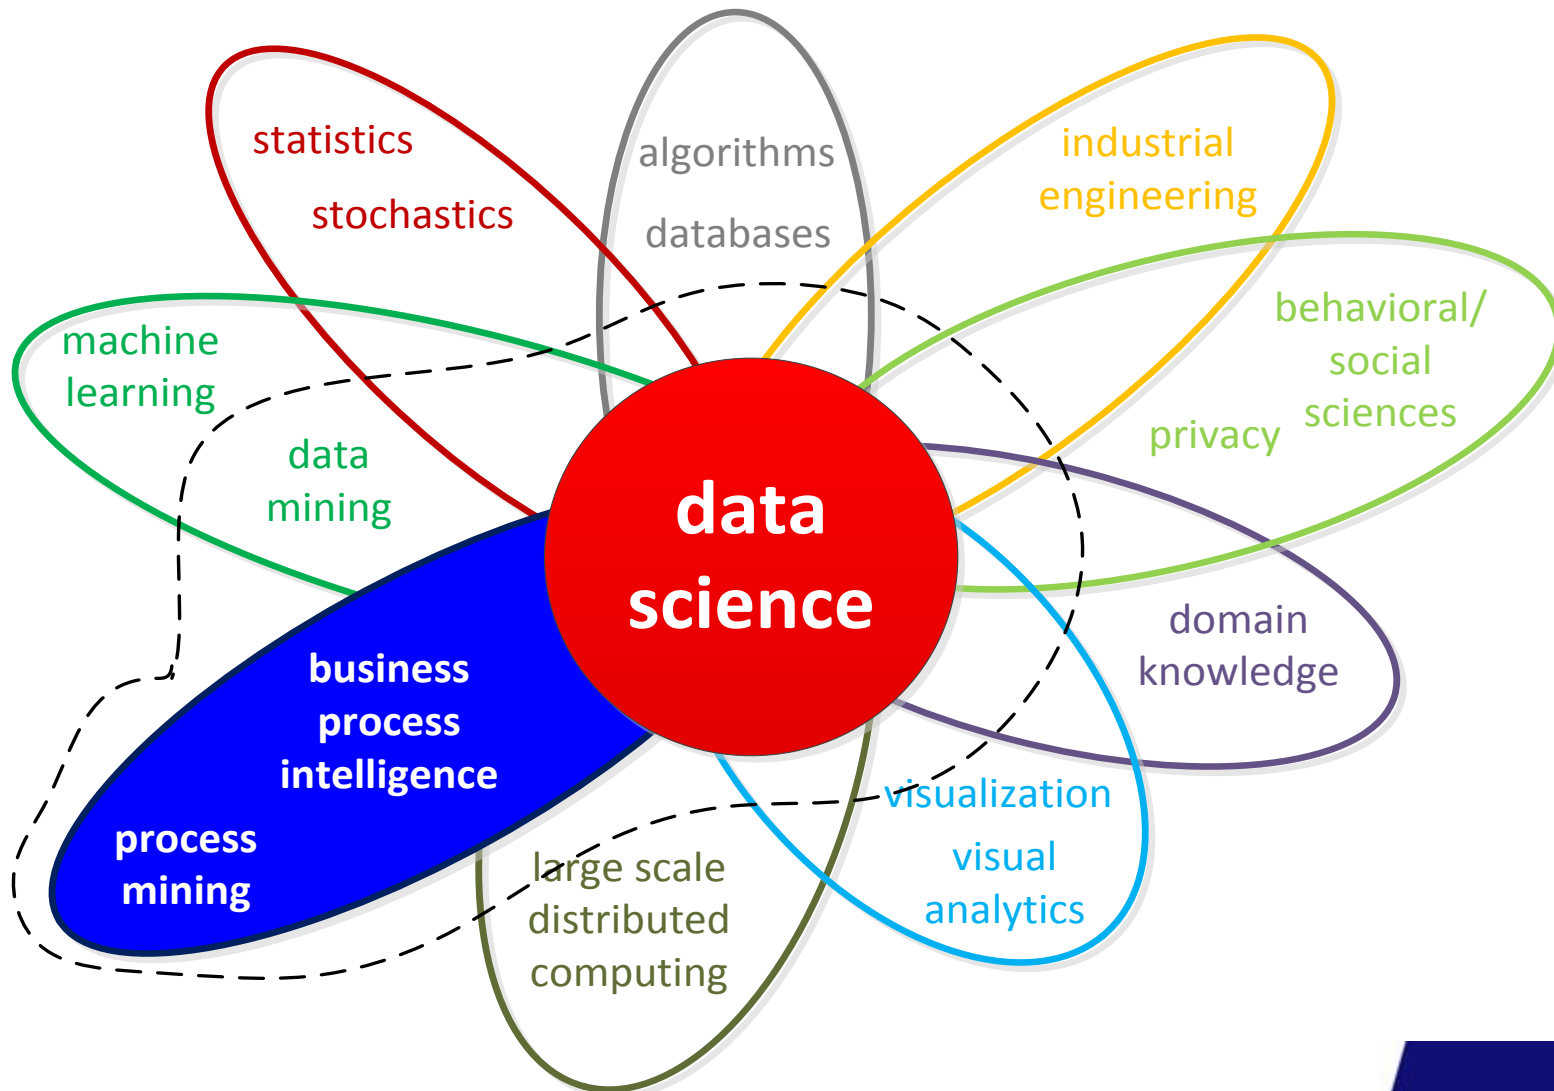 statistics
stochastics
algorithms
databases
industrial
engineering
behavioral/
social
sciences
privacy
machine
learning
data
mining
data
science
domain
knowledge
business
process
intelligence
process
mining
large scale
distributed
computing
visualization
visual
analytics